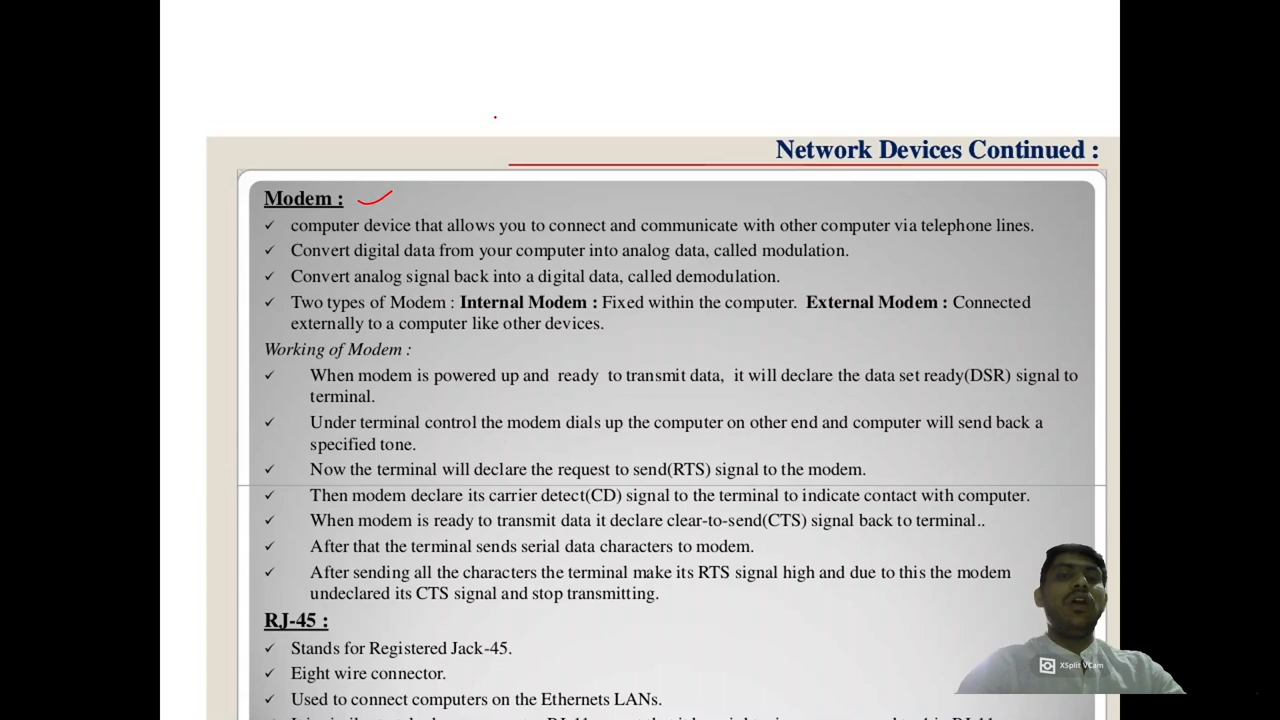 Network Devices Continued :
Modem :
✓ computer device that allows you to connect and communicate with other computer via telephone lines.
✓ Convert digital data from your computer into analog data, called modulation.
✓ Convert analog signal back into a digital data, called demodulation.
✓ Two types of Modem : Internal Modem : Fixed within the computer. External Modem : Connected
externally to a computer like other devices.
Working of Modem :
✓ When modem is powered up and ready to transmit data, it will declare the data set ready(DSR) signal to
terminal.
✓ Under terminal control the modem dials up the computer on other end and computer will send back a
specified tone.
✓ Now the terminal will declare the request to send(RTS) signal to the modem.
✓ Then modem declare its carrier detect(CD) signal to the terminal to indicate contact with computer.
✓ When modem is ready to transmit data it declare clear-to-send(CTS) signal back to terminal..
✓ After that the terminal sends serial data characters to modem.
✓ After sending all the characters the terminal make its RTS signal high and due to this the modem
undeclared its CTS signal and stop transmitting.
RJ-45 :
✓ Stands for Registered Jack-45.
✓ Eight wire connector.
✓ Used to connect computers on the Ethernets LANs.
XSplit VCam